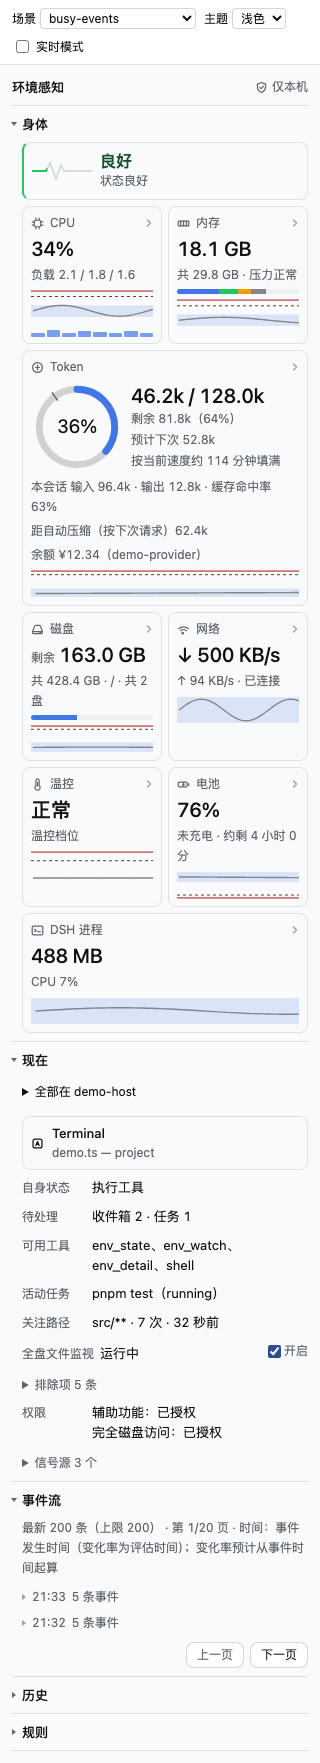 场景 busy-events 主题 浅色
实时模式
环境感知 仅本机
身体
良好
状态良好
CPU
34%
负载 2.1 / 1.8 / 1.6
内存
18.1 GB
共 29.8 GB · 压力正常
Token
36%
46.2k / 128.0k
剩余 81.8k（64%）
预计下次 52.8k
按当前速度约 114 分钟填满
本会话 输入 96.4k · 输出 12.8k · 缓存命中率
63%
距自动压缩（按下次请求）62.4k
余额 ¥12.34（demo-provider）
磁盘
剩余 163.0 GB
共 428.4 GB · / · 共 2
盘
网络
↓ 500 KB/s
↑ 94 KB/s · 已连接
温控
正常
温控档位
电池
76%
未充电 · 约剩 4 小时 0
分
DSH 进程
488 MB
CPU 7%
现在
全部在 demo-host
Terminal
demo.ts — project
自身状态 执行工具
待处理 收件箱 2 · 任务 1
可用工具 env_state、env_watch、
env_detail、shell
活动任务 pnpm test（running）
关注路径 src/** · 7 次 · 32 秒前
全盘文件监视 运行中 开启
排除项 5 条
权限 辅助功能：已授权
完全磁盘访问：已授权
信号源 3 个
事件流
最新 200 条（上限 200） · 第 1/20 页 · 时间：事件
发生时间（变化率为评估时间）；变化率预计从事件时
间起算
21:33 5 条事件
21:32 5 条事件
上一页 下一页
历史
规则